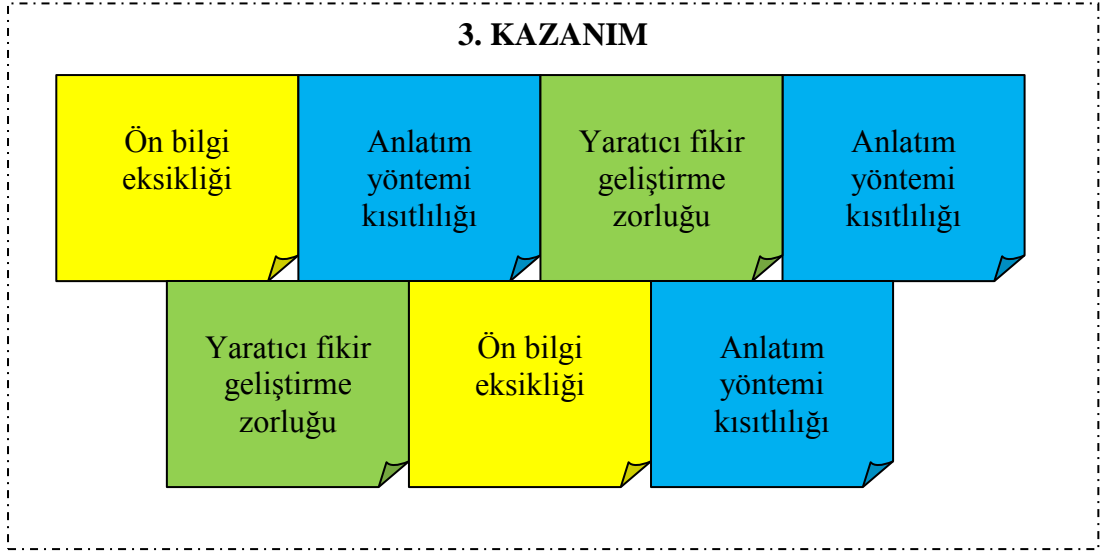 3. KAZANIM
Ön bilgi
eksikliği
Anlatım
yöntemi
kısıtlılığı
Yaratıcı fikir
geliştirme
zorluğu
Anlatım
yöntemi
kısıtlılığı
Yaratıcı fikir
geliştirme
zorluğu
Ön bilgi
eksikliği
Anlatım
yöntemi
kısıtlılığı